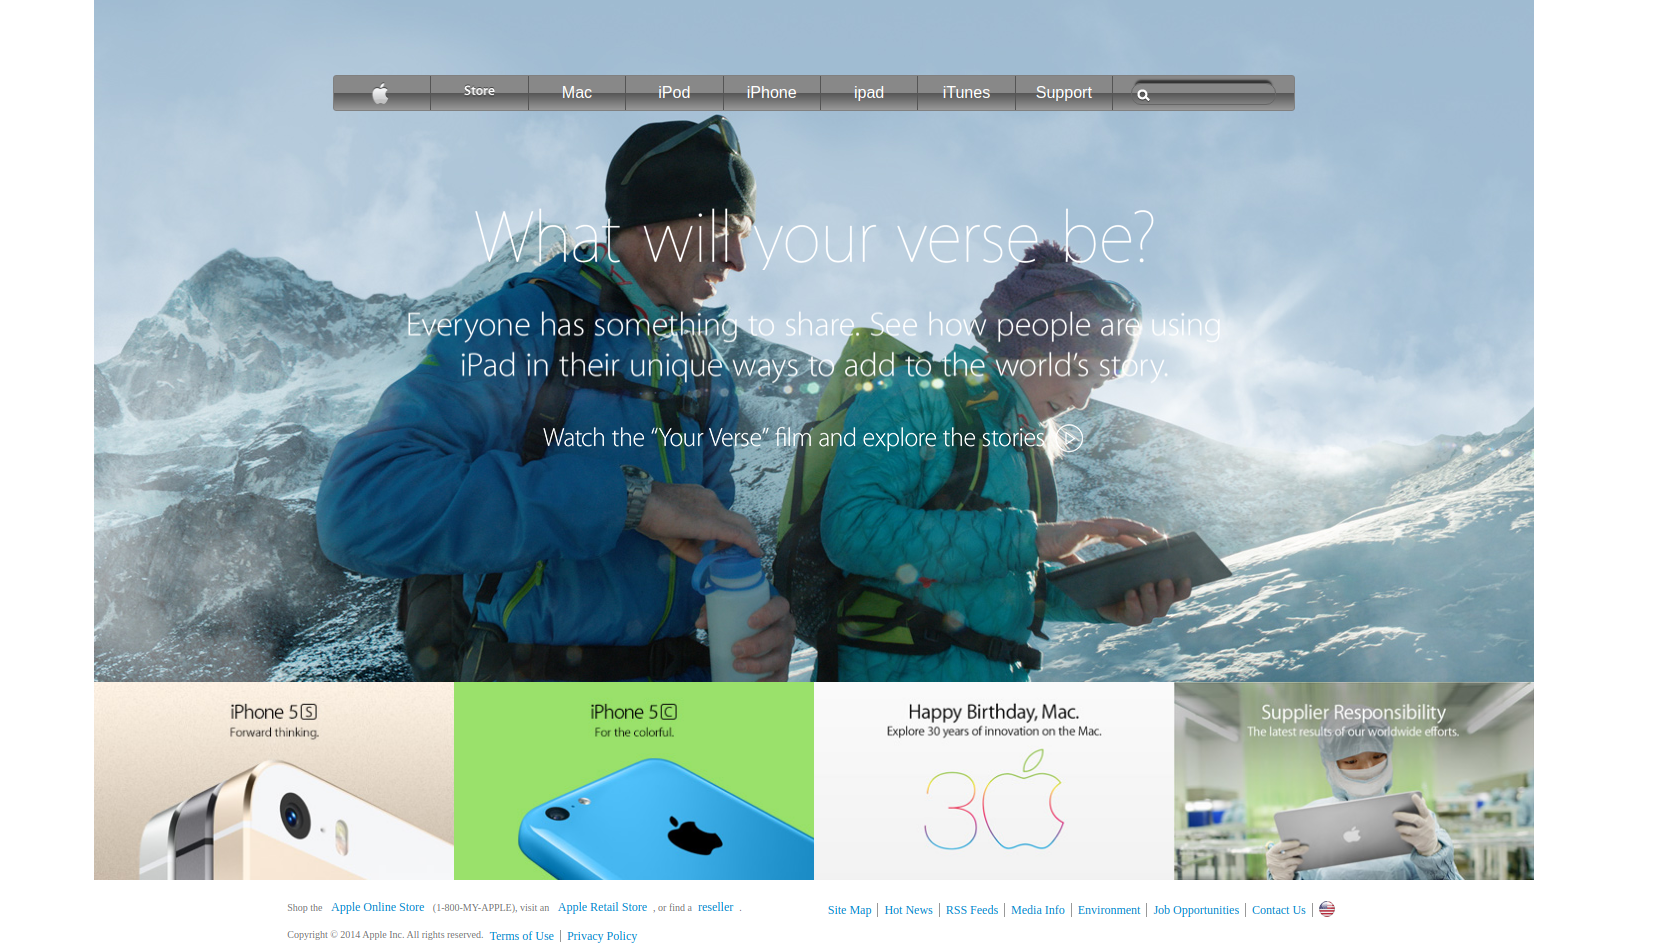 Store Mac iPod iPhone ipad iTunes Support
What will your verse be?
Everyone has something to share. See how people are using
iPad in their unique ways to add to the world's story.
Watch the “Your Verse” film and explore the stories
iPhone 5S
Forward thinking.
iPhone 5C
For the colorful.
Happy Birthday, Mac.
Explore 30 years of innovation on the Mac.
30
Supplier Responsibility
The latest results of our worldwide efforts.
Shop the Apple Online Store (1-800-MY-APPLE), visit an Apple Retail Store , or find a reseller .
Site Map | Hot News | RSS Feeds | Media Info | Environment | Job Opportunities | Contact Us |
Copyright © 2014 Apple Inc. All rights reserved. Terms of Use | Privacy Policy